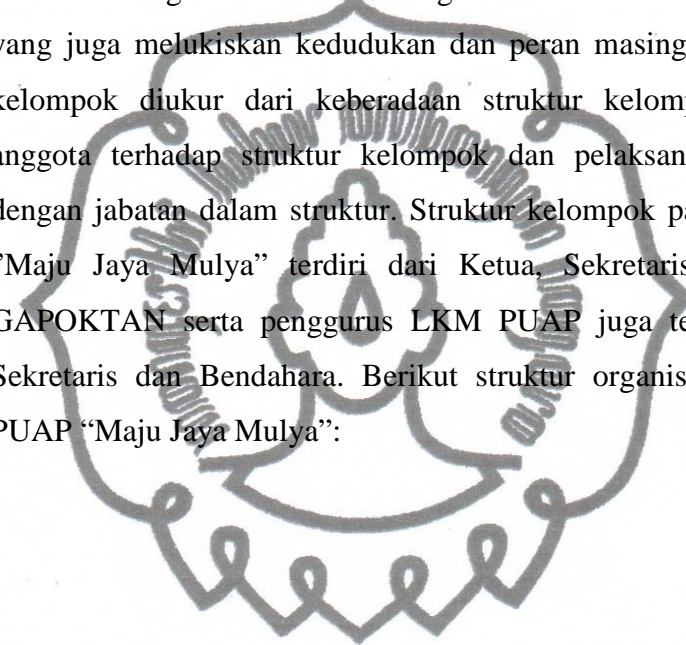 yang juga melukiskan kedudukan dan peran masing
kelompok diukur dari keberadaan struktur kelomp
anggota terhadap struktur kelompok dan pelaksan
dengan jabatan dalam struktur. Struktur kelompok pa
"Maju Jaya Mulya" terdiri dari Ketua, Sekretaris
GAPOKTAN serta penggurus LKM PUAP juga te
Sekretaris dan Bendahara. Berikut struktur organis
PUAP “Maju Jaya Mulya”: